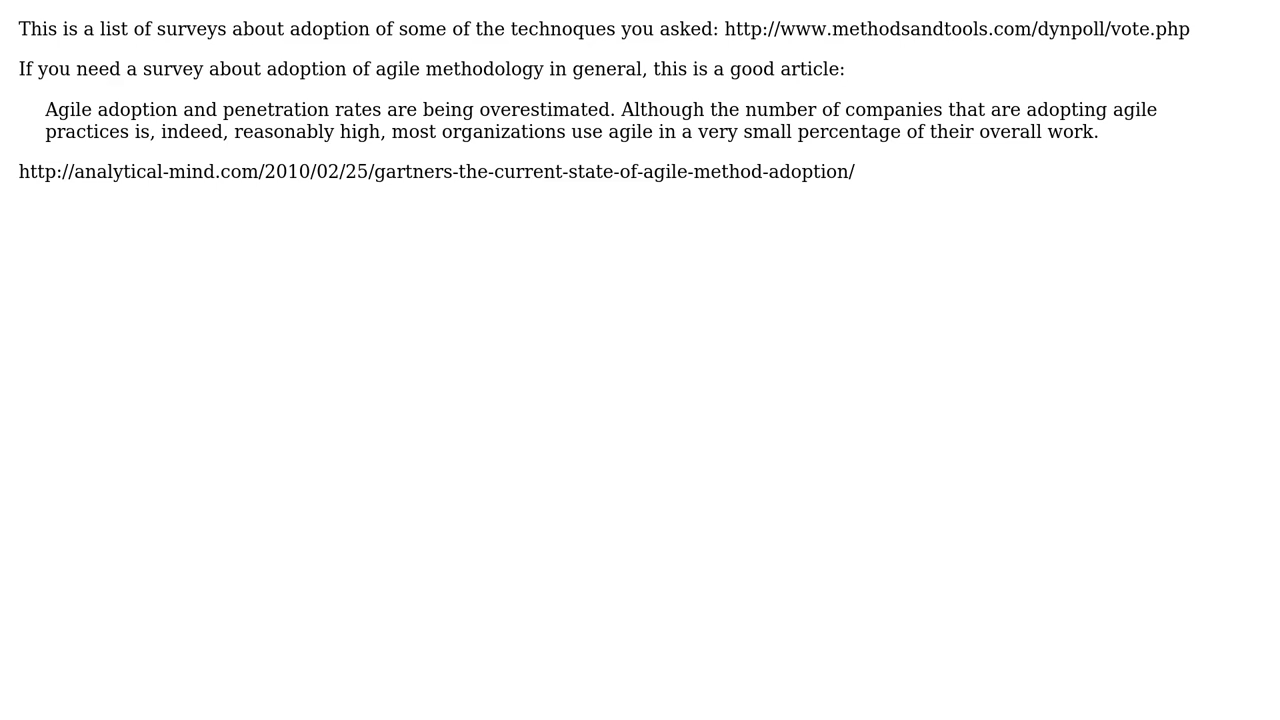 This is a list of surveys about adoption of some of the technoques you asked: http://www.methodsandtools.com/dynpoll/vote.php
If you need a survey about adoption of agile methodology in general, this is a good article:
Agile adoption and penetration rates are being overestimated. Although the number of companies that are adopting agile
practices is, indeed, reasonably high, most organizations use agile in a very small percentage of their overall work.
http://analytical-mind.com/2010/02/25/gartners-the-current-state-of-agile-method-adoption/